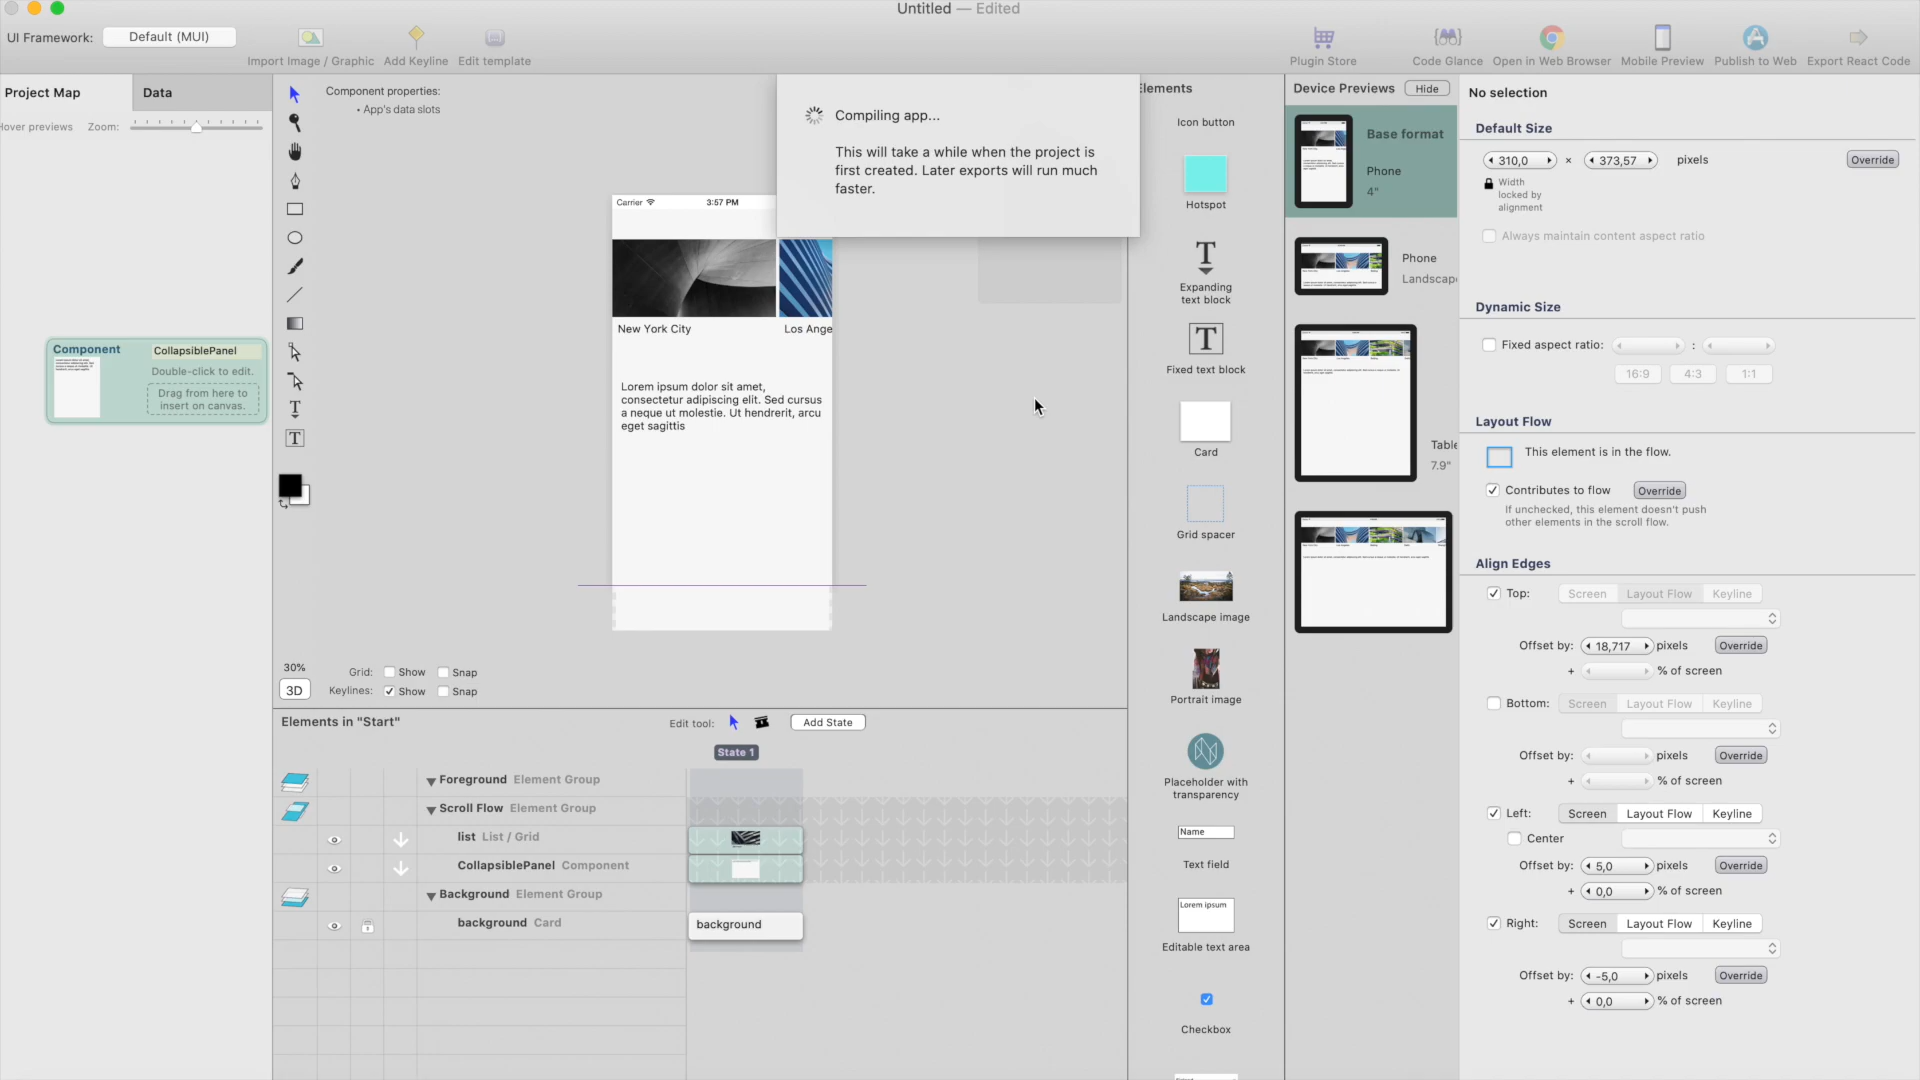 Untitled — Edited
UI Framework:
Default (MUI)
Import Image / Graphic
Add Keyline
Edit template
Plugin Store
Code Glance
Open in Web Browser
Mobile Preview
Publish to Web
Export React Code
Project Map
Data
Hover previews
Zoom:
Component
CollapsiblePanel
Double-click to edit.
Drag from here to
insert on canvas.
Component properties:
• App's data slots
Compiling app...
This will take a while when the project is
first created. Later exports will run much
faster.
Carrier
3:57 PM
New York City
Los Ange
Lorem ipsum dolor sit amet,
consectetur adipiscing elit. Sed cursus
a neque ut molestie. Ut hendrerit, arcu
eget sagittis
T
T
30%
3D
Grid:
Show
Snap
Keylines:
Show
Snap
Elements in "Start"
Edit tool:
Add State
State 1
Foreground Element Group
Scroll Flow Element Group
list List / Grid
CollapsiblePanel Component
Background Element Group
background Card
background
Elements
Icon button
Hotspot
T
Expanding
text block
T
Fixed text block
Card
Grid spacer
Landscape image
Portrait image
Placeholder with
transparency
Name
Text field
Lorem ipsum
Editable text area
Checkbox
Device Previews
Hide
Base format
Phone
4"
Phone
Landscape
Table
7.9"
No selection
Default Size
310,0
×
373,57
pixels
Override
Width
locked by
alignment
Always maintain content aspect ratio
Dynamic Size
Fixed aspect ratio:
:
16:9
4:3
1:1
Layout Flow
This element is in the flow.
Contributes to flow
Override
If unchecked, this element doesn't push
other elements in the scroll flow.
Align Edges
Top:
Screen
Layout Flow
Keyline
Offset by:
18,717
pixels
Override
+
% of screen
Bottom:
Screen
Layout Flow
Keyline
Offset by:
pixels
Override
+
% of screen
Left:
Screen
Layout Flow
Keyline
Center
Offset by:
5,0
pixels
Override
+
0,0
% of screen
Right:
Screen
Layout Flow
Keyline
Offset by:
-5,0
pixels
Override
+
0,0
% of screen